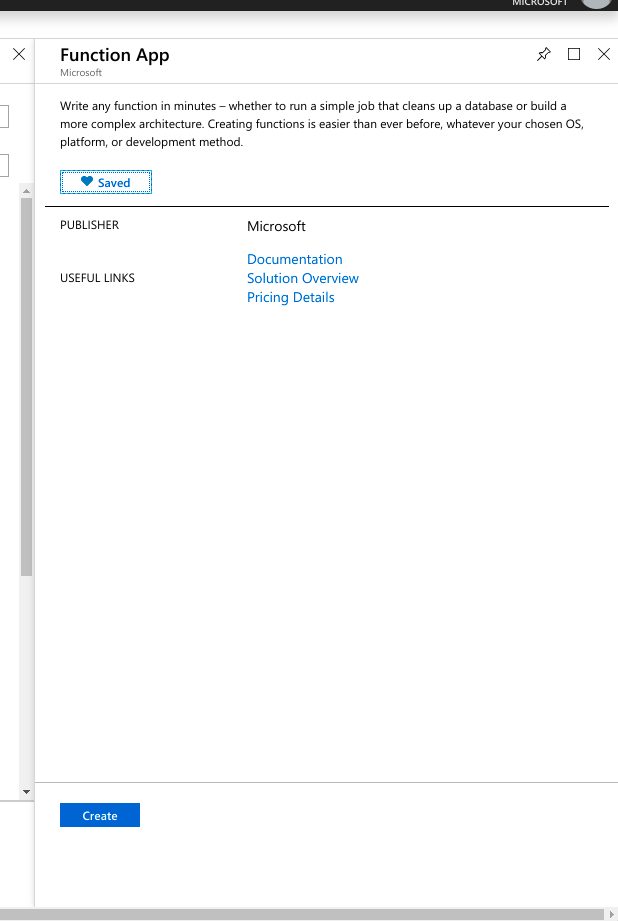 MICROSOFT
Function App
Microsoft
Write any function in minutes – whether to run a simple job that cleans up a database or build a
more complex architecture. Creating functions is easier than ever before, whatever your chosen OS,
platform, or development method.
Saved
PUBLISHER
Microsoft
Documentation
USEFUL LINKS
Solution Overview
Pricing Details
Create